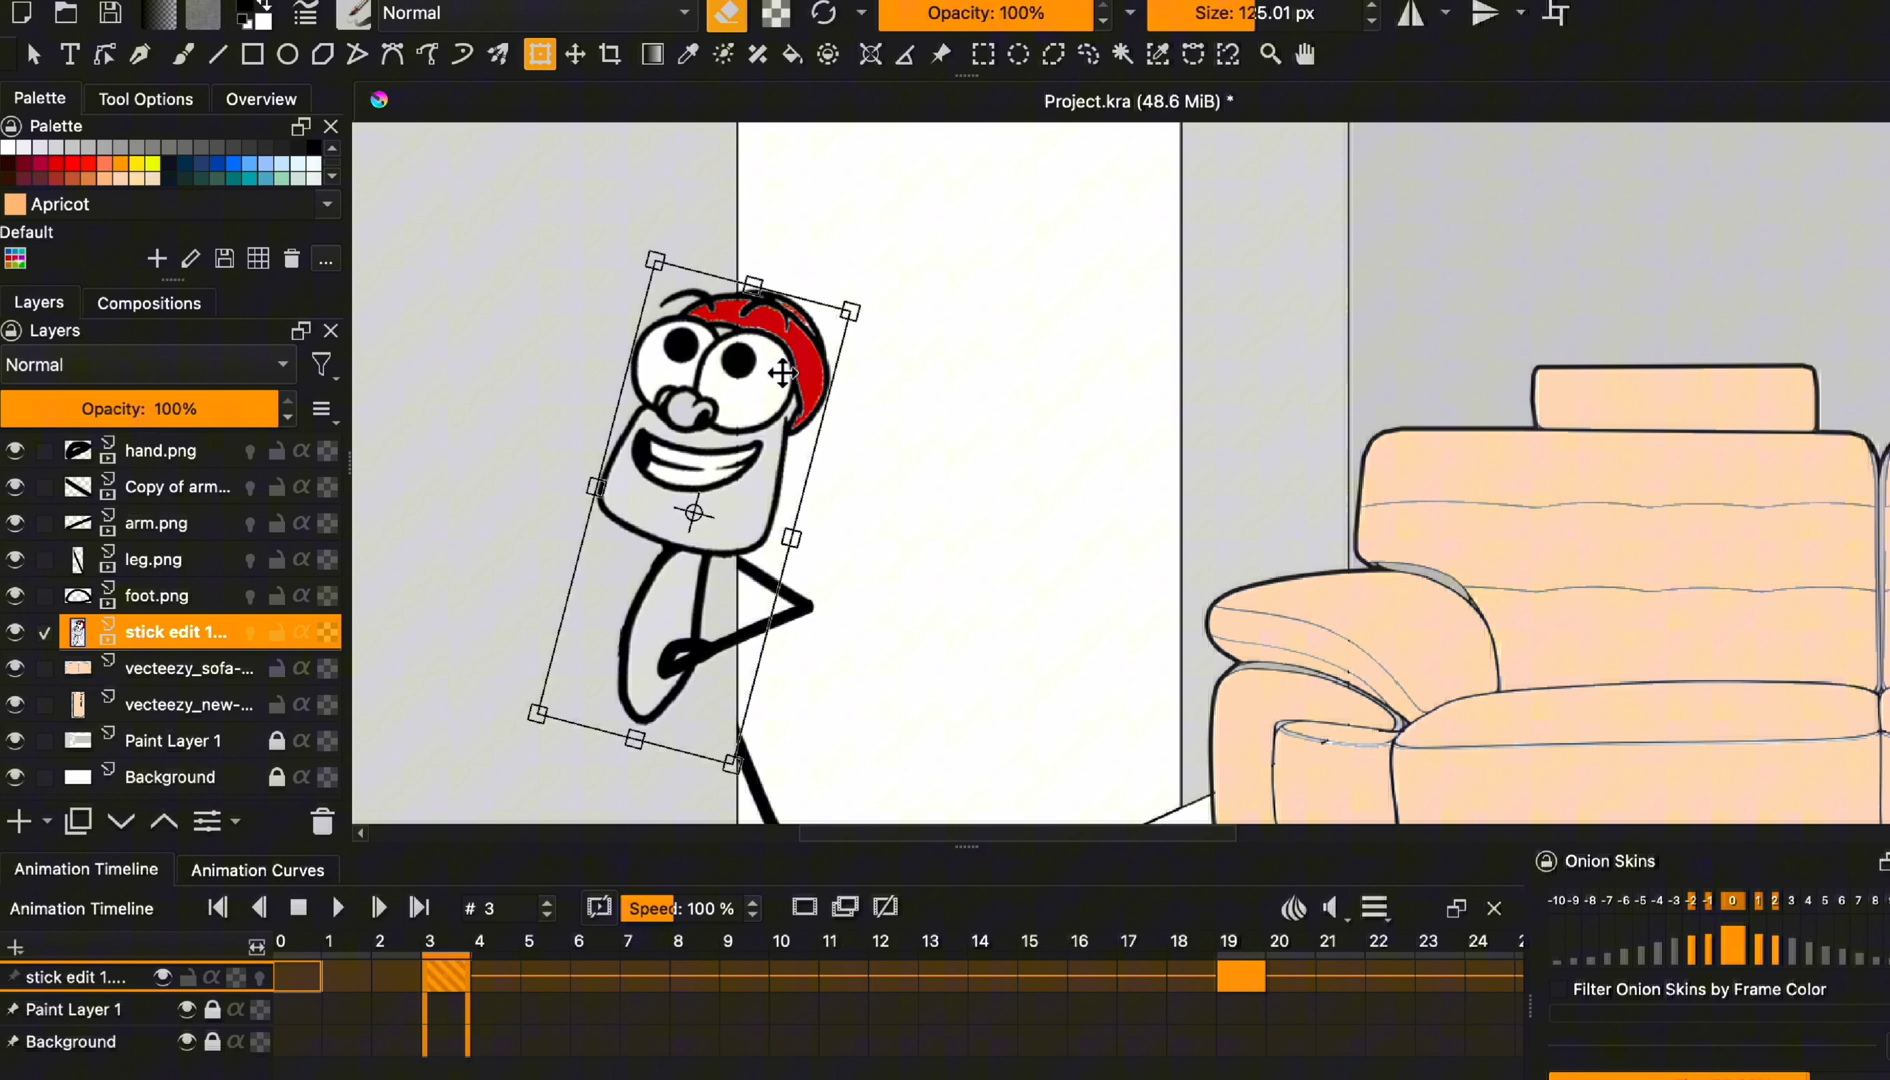 Normal
Opacity: 100%
Size: 125.01 px
Palette
Tool Options
Overview
Project.kra (48.6 MiB) *
Palette
Apricot
Default
...
Layers
Compositions
Layers
Normal
Opacity: 100%
hand.png
Copy of arm...
arm.png
leg.png
foot.png
stick edit 1...
vecteezy_sofa-...
vecteezy_new-...
Paint Layer 1
Background
Animation Timeline
Animation Curves
Onion Skins
Animation Timeline
# 3
Speed: 100 %
-10 -9 -8 -7 -6 -5 -4 -3 -2 -1 0 1 2 3 4 5 6 7 8
0 1 2 3 4 5 6 7 8 9 10 11 12 13 14 15 16 17 18 19 20 21 22 23 24
stick edit 1....
Filter Onion Skins by Frame Color
Paint Layer 1
Background